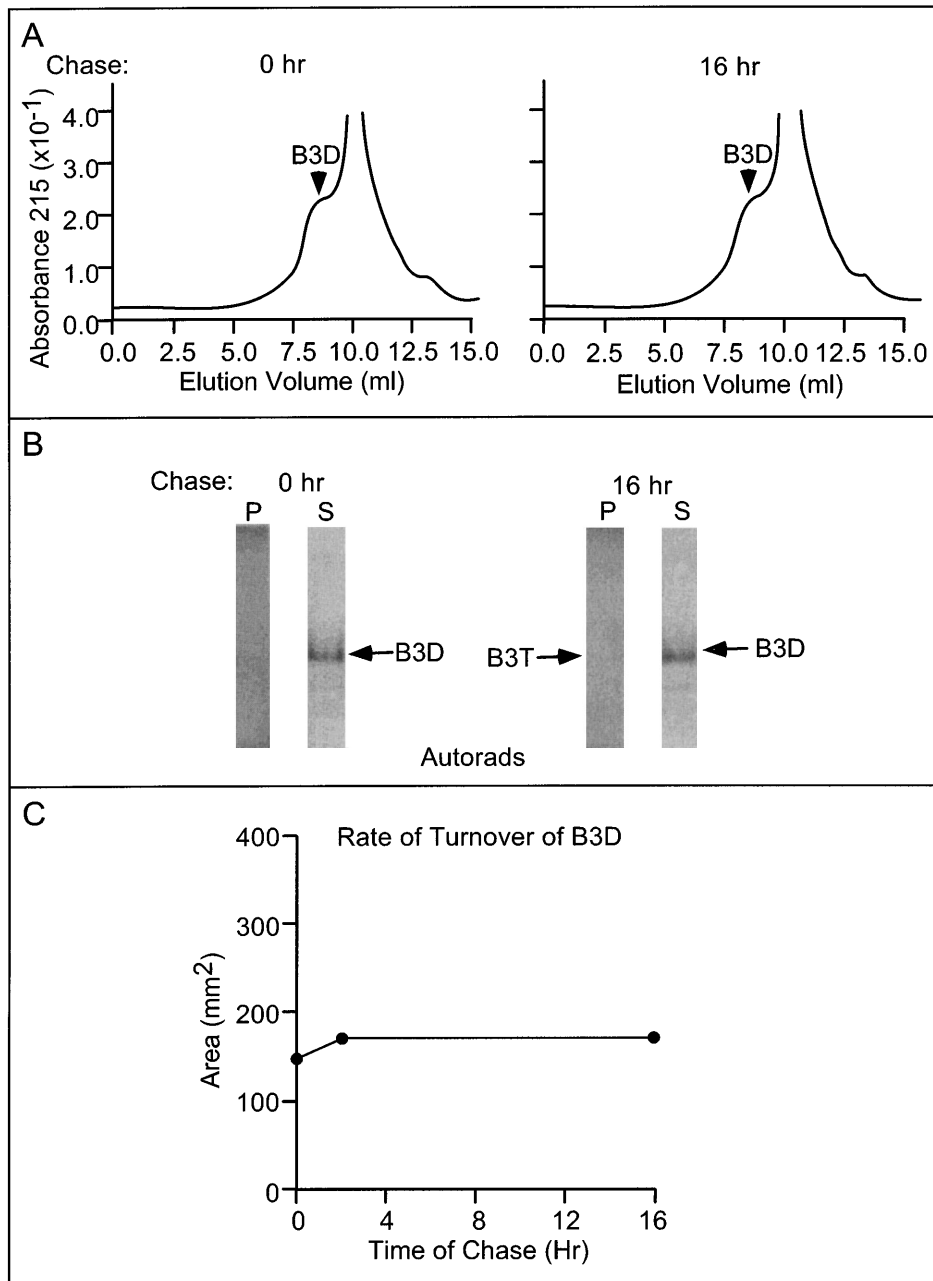 A
Chase: 0 hr 16 hr
Absorbance 215 (x10⁻¹)
4.0
3.0
2.0
1.0
0.0
B3D
B3D
0.0 2.5 5.0 7.5 10.0 15.0
0.0 2.5 5.0 7.5 10.0 15.0
Elution Volume (ml)
Elution Volume (ml)
B
Chase: 0 hr 16 hr
P S P S
B3D
B3T
B3D
Autorads
C
Rate of Turnover of B3D
Area (mm²)
400
300
200
100
0
0 4 8 12 16
Time of Chase (Hr)